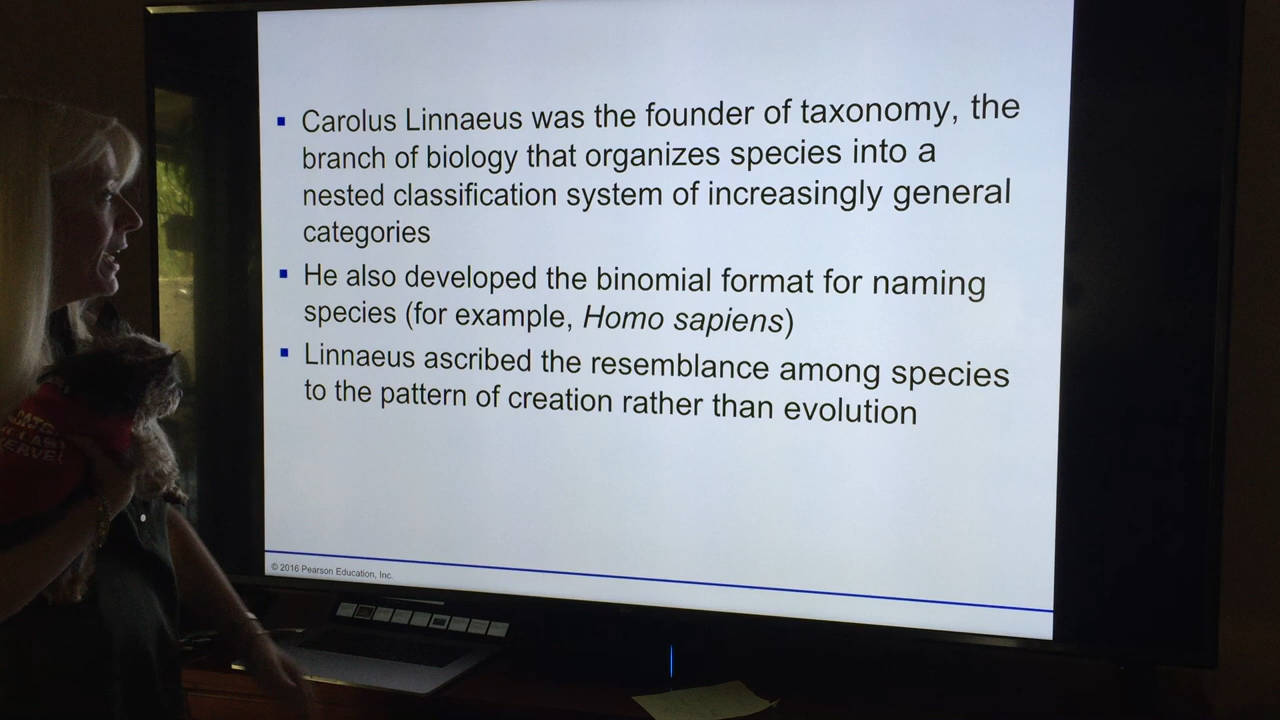 ▪ Carolus Linnaeus was the founder of taxonomy, the
branch of biology that organizes species into a
nested classification system of increasingly general
categories
▪ He also developed the binomial format for naming
species (for example, Homo sapiens)
▪ Linnaeus ascribed the resemblance among species
to the pattern of creation rather than evolution
© 2016 Pearson Education, Inc.